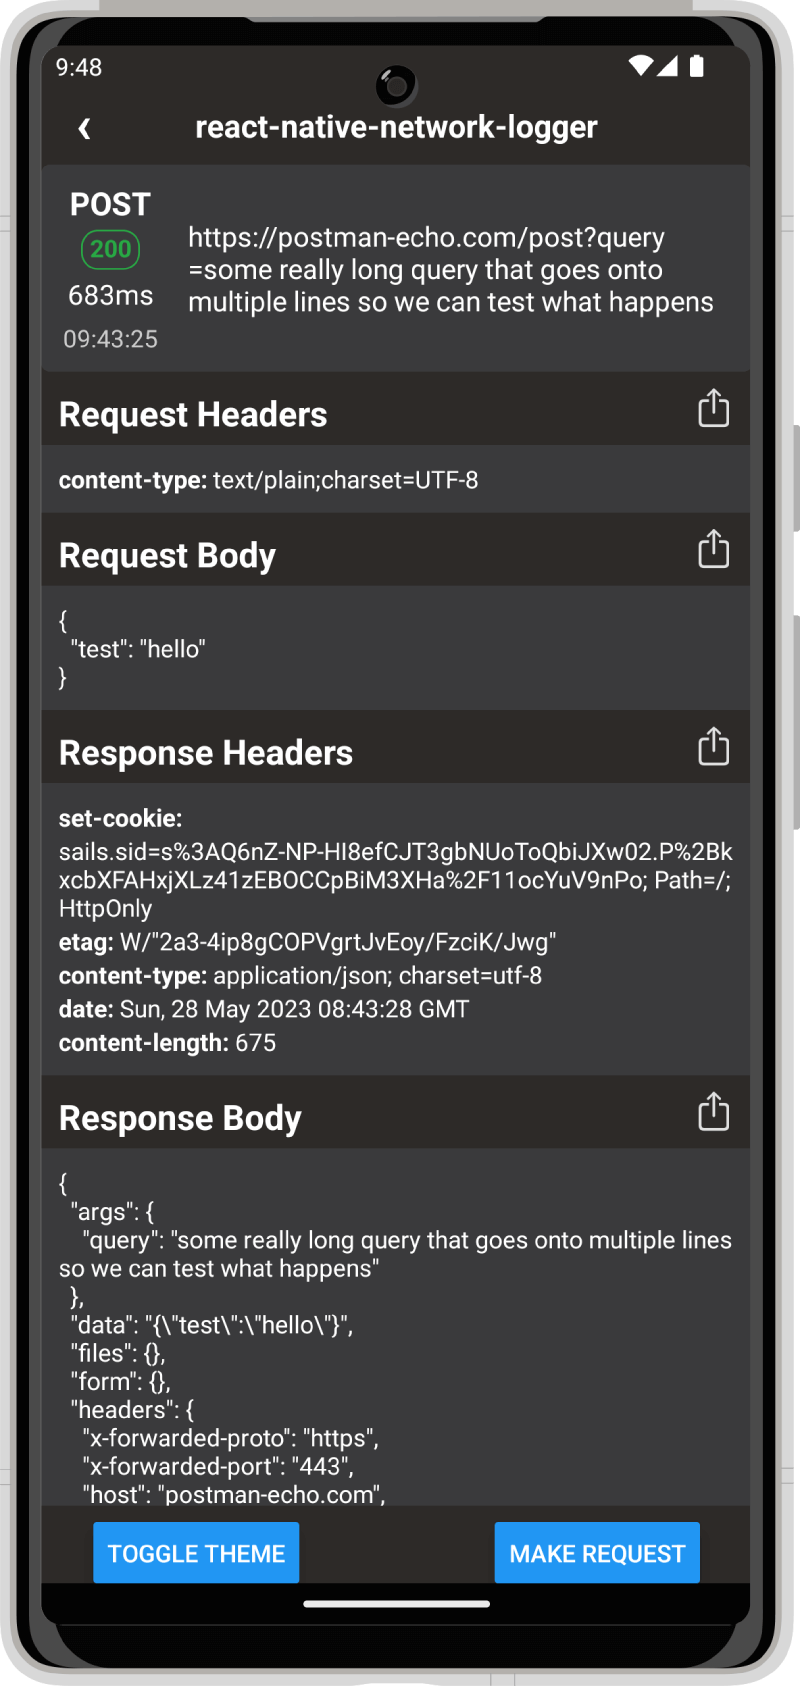 9:48
react-native-network-logger
POST
200
683ms
09:43:25
https://postman-echo.com/post?query
=some really long query that goes onto
multiple lines so we can test what happens
Request Headers
content-type: text/plain;charset=UTF-8
Request Body
{
"test": "hello"
}
Response Headers
set-cookie:
sails.sid=s%3AQ6nZ-NP-HI8efCJT3gbNUoToQbiJXw02.P%2Bk
xcbXFAHxjXLz41zEBOCCpBiM3XHa%2F11ocYuV9nPo; Path=/;
HttpOnly
etag: W/"2a3-4ip8gCOPVgrtJvEoy/FzciK/Jwg"
content-type: application/json; charset=utf-8
date: Sun, 28 May 2023 08:43:28 GMT
content-length: 675
Response Body
{
"args": {
"query": "some really long query that goes onto multiple lines
so we can test what happens"
},
"data": "{\"test\":\"hello\"}",
"files": {},
"form": {},
"headers": {
"x-forwarded-proto": "https",
"x-forwarded-port": "443",
"host": "postman-echo.com",
TOGGLE THEME
MAKE REQUEST